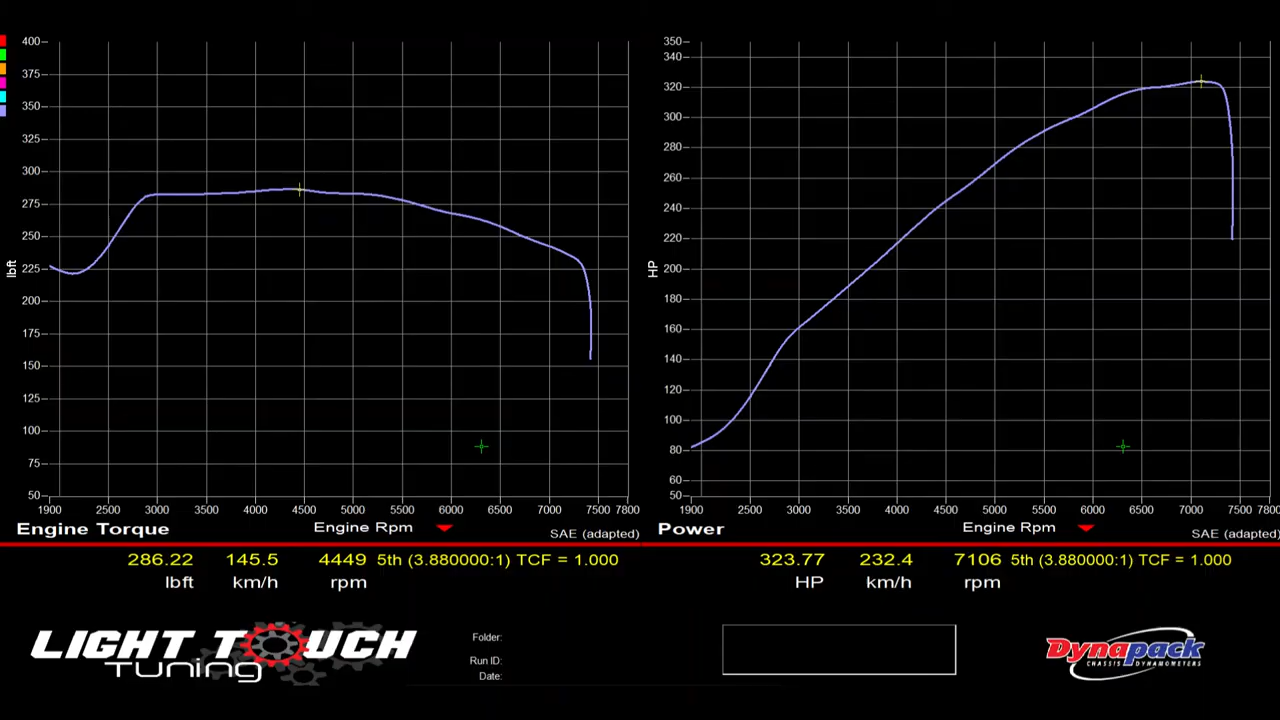 400
375
350
325
300
275
250
225
200
175
150
125
100
75
50
lbft
1900 2500 3000 3500 4000 4500 5000 5500 6000 6500 7000 7500 7800
Engine Torque Engine Rpm SAE (adapted)
350
340
320
300
280
260
240
220
200
180
160
140
120
100
80
60
50
HP
1900 2500 3000 3500 4000 4500 5000 5500 6000 6500 7000 7500 7800
Power Engine Rpm SAE (adapted)
286.22 145.5 4449 5th (3.880000:1) TCF = 1.000
lbft km/h rpm
323.77 232.4 7106 5th (3.880000:1) TCF = 1.000
HP km/h rpm
LIGHT TOUCH
Tuning
Folder:
Run ID:
Date:
Dynapack
CHASSIS DYNAMOMETERS